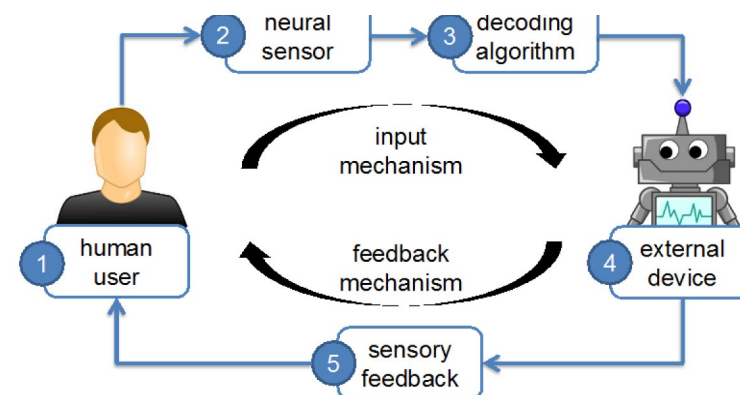 2
neural
sensor
3
decoding
algorithm
input
mechanism
1
human
user
feedback
mechanism
4
external
device
5
sensory
feedback